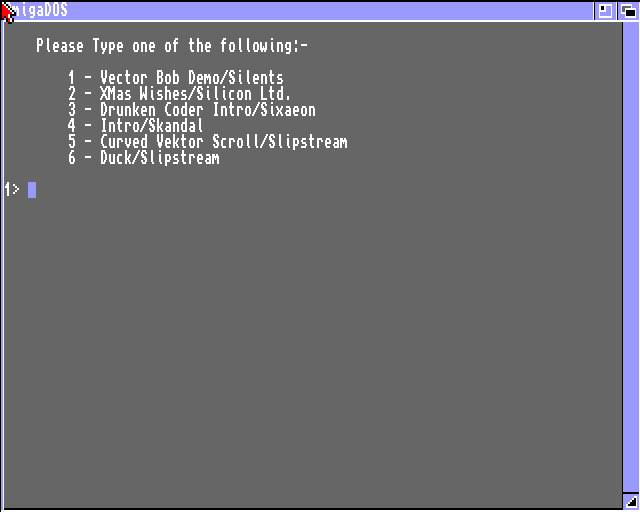 migaDOS
Please Type one of the following:-
1 - Vector Bob Demo/Silents
2 - XMas Wishes/Silicon Ltd.
3 - Drunken Coder Intro/Sixaeon
4 - Intro/Skandal
5 - Curved Vektor Scroll/Slipstream
6 - Duck/Slipstream
1>